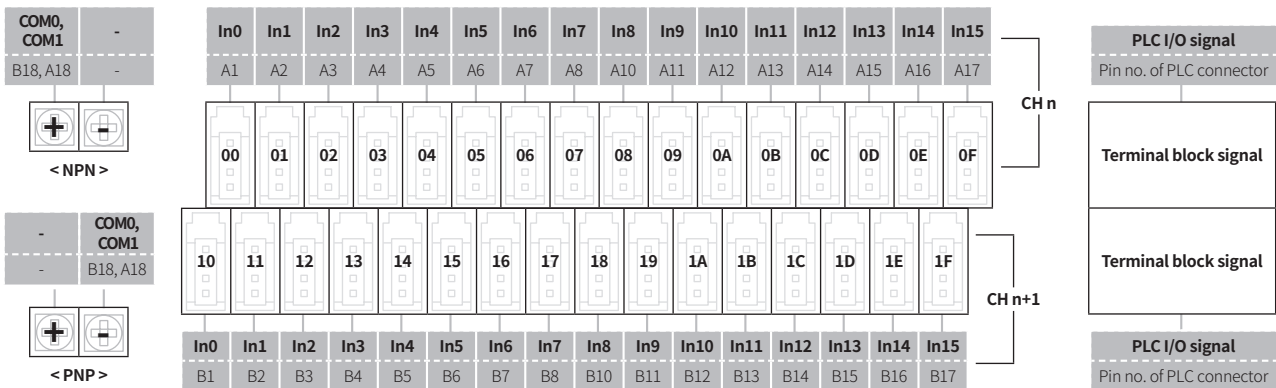 COM0, COM1 -
B18, A18 -
+ -
< NPN >
In0 In1 In2 In3 In4 In5 In6 In7 In8 In9 In10 In11 In12 In13 In14 In15
A1 A2 A3 A4 A5 A6 A7 A8 A10 A11 A12 A13 A14 A15 A16 A17
00 01 02 03 04 05 06 07 08 09 0A 0B 0C 0D 0E 0F
CH n
PLC I/O signal
Pin no. of PLC connector
Terminal block signal
- COM0, COM1
- B18, A18
+ -
< PNP >
10 11 12 13 14 15 16 17 18 19 1A 1B 1C 1D 1E 1F
In0 In1 In2 In3 In4 In5 In6 In7 In8 In9 In10 In11 In12 In13 In14 In15
B1 B2 B3 B4 B5 B6 B7 B8 B10 B11 B12 B13 B14 B15 B16 B17
CH n+1
Terminal block signal
PLC I/O signal
Pin no. of PLC connector